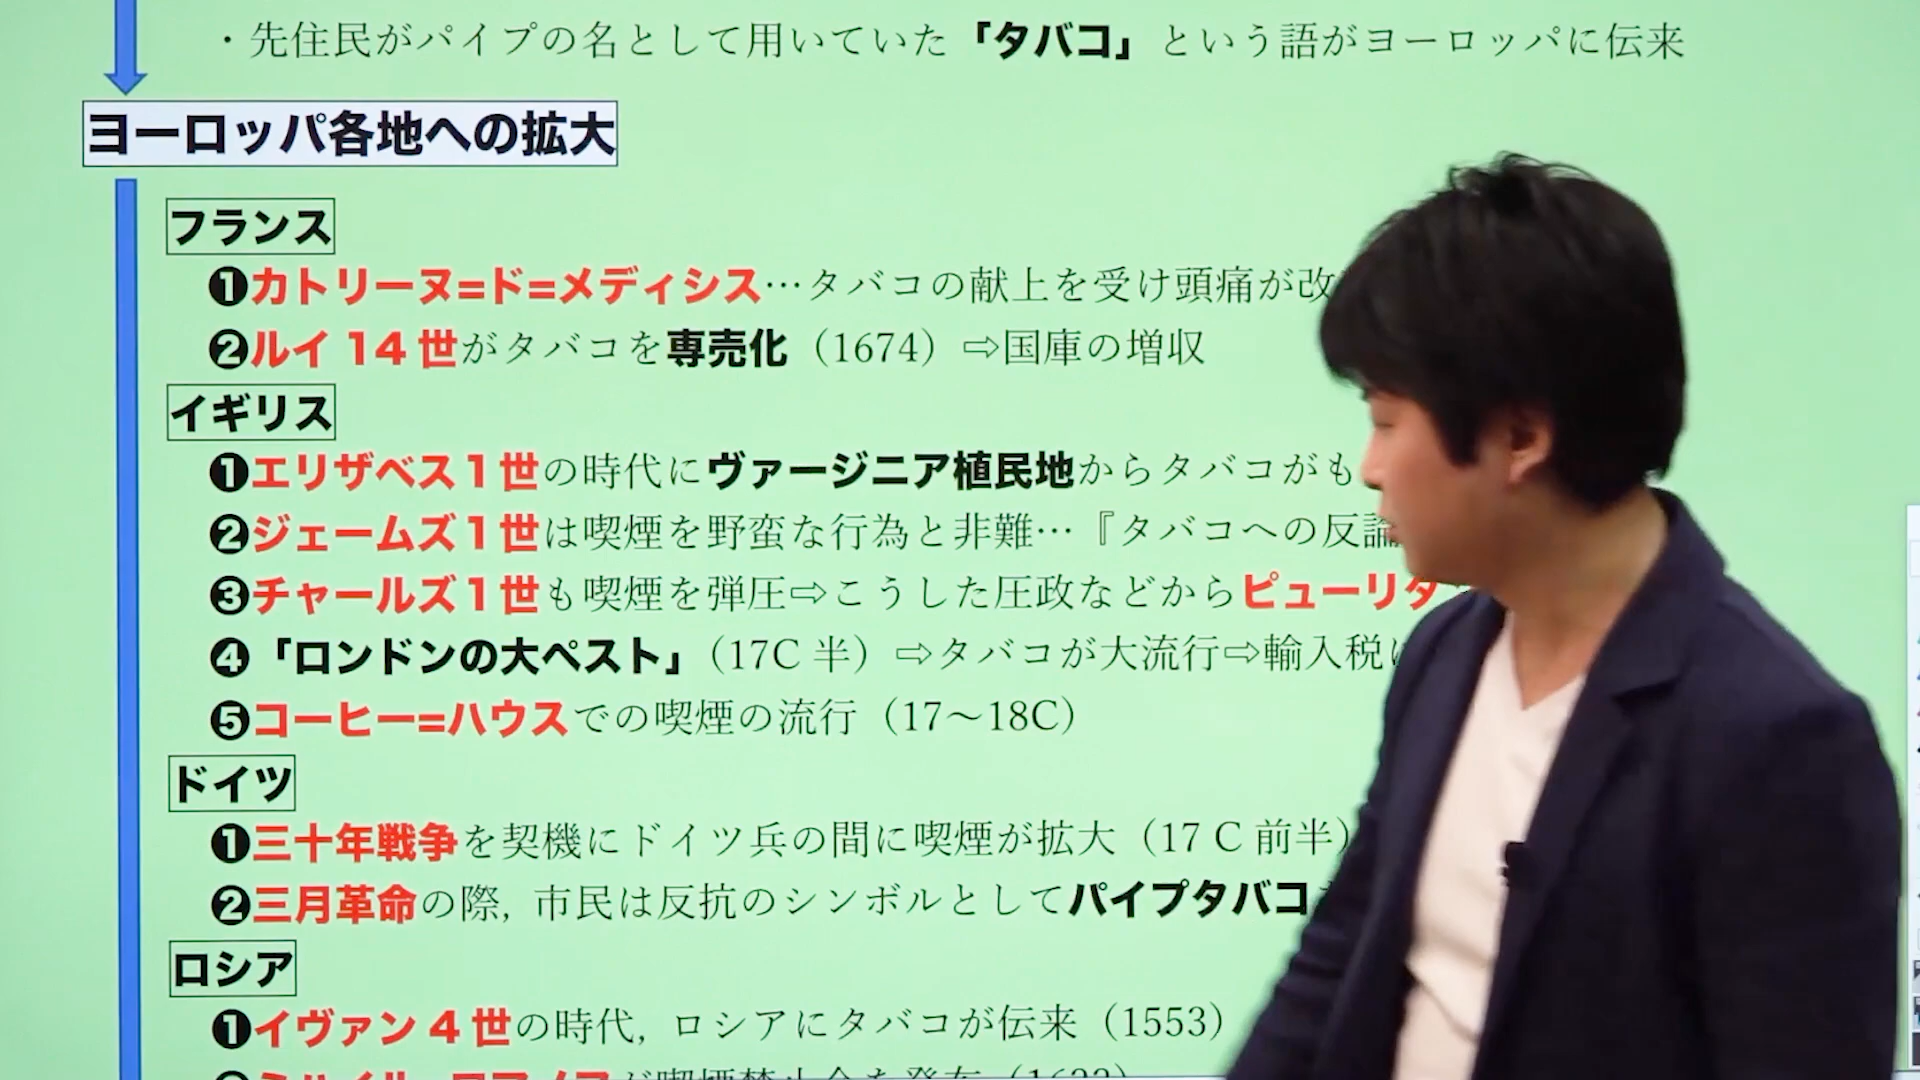 ・先住民がパイプの名として用いていた「タバコ」という語がヨーロッパに伝来
ヨーロッパ各地への拡大
フランス
❶カトリーヌ=ド=メディシス…タバコの献上を受け頭痛が改
❷ルイ14世がタバコを専売化（1674）⇨国庫の増収
イギリス
❶エリザベス1世の時代にヴァージニア植民地からタバコがも
❷ジェームズ1世は喫煙を野蛮な行為と非難…『タバコへの反論
❸チャールズ1世も喫煙を弾圧⇨こうした圧政などからピューリタ
❹「ロンドンの大ペスト」（17C 半）⇨タバコが大流行⇨輸入税
❺コーヒー=ハウスでの喫煙の流行（17〜18C）
ドイツ
❶三十年戦争を契機にドイツ兵の間に喫煙が拡大（17 C 前半）
❷三月革命の際, 市民は反抗のシンボルとしてパイプタバコ
ロシア
❶イヴァン4世の時代, ロシアにタバコが伝来（1553）